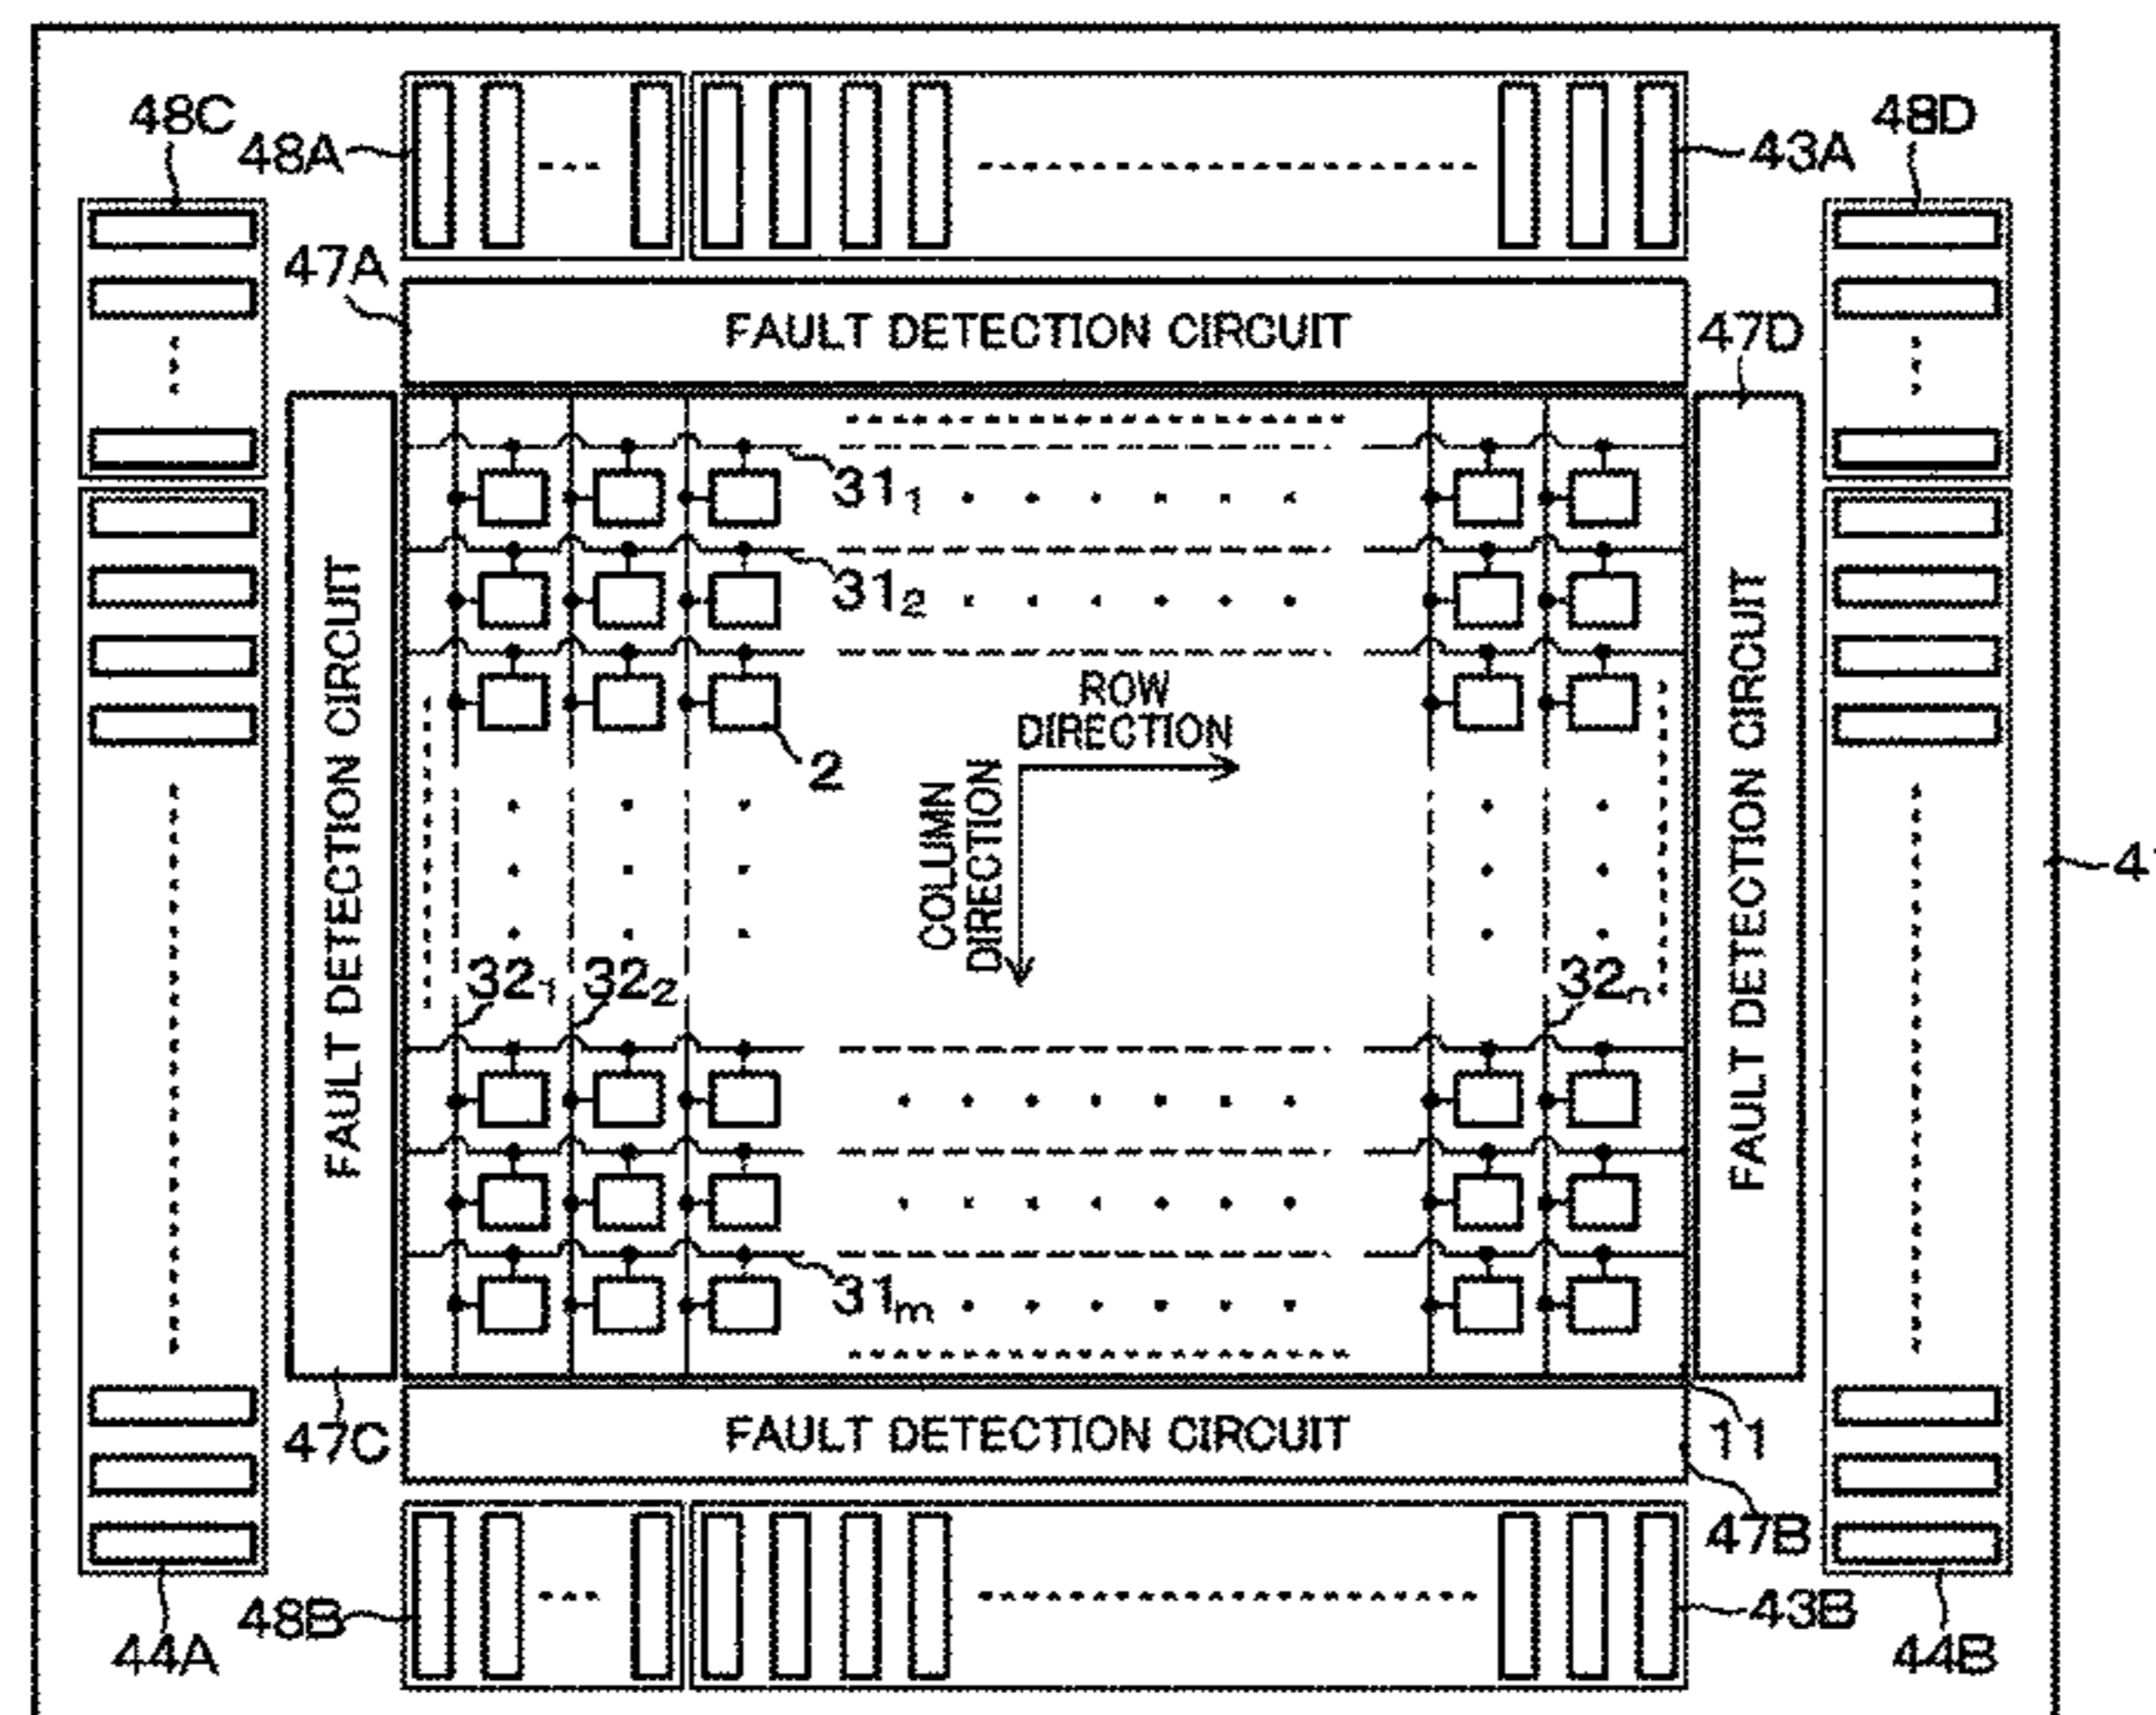 48C
48A
43A
48D
47A
FAULT DETECTION CIRCUIT
47D
31₁
31₂
FAULT DETECTION CIRCUIT
ROW
DIRECTION
2
COLUMN
DIRECTION
FAULT DETECTION CIRCUIT
32₁
32₂
32ₙ
31ₘ
47C
FAULT DETECTION CIRCUIT
11
47B
44A
48B
43B
44B